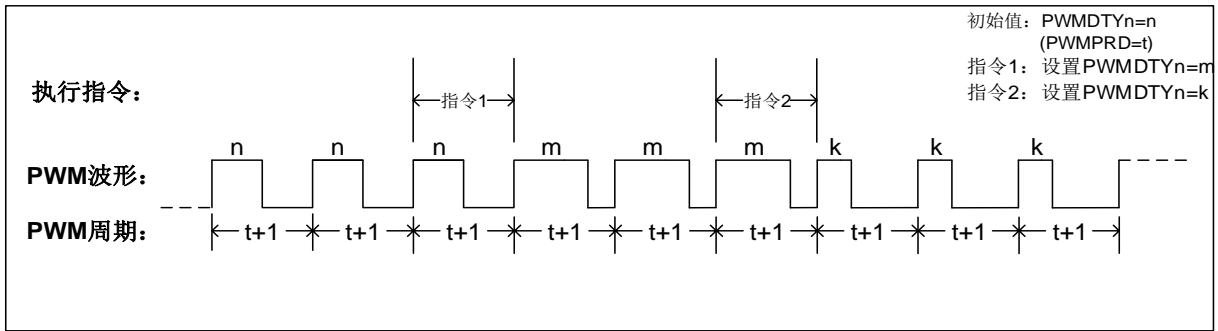 初始值：PWMDTYn=n
(PWMPRD=t)
指令1：设置PWMDTYn=m
指令2：设置PWMDTYn=k
执行指令：
指令1 指令2
n n n m m m k k k
PWM波形：
PWM周期： t+1 t+1 t+1 t+1 t+1 t+1 t+1 t+1 t+1